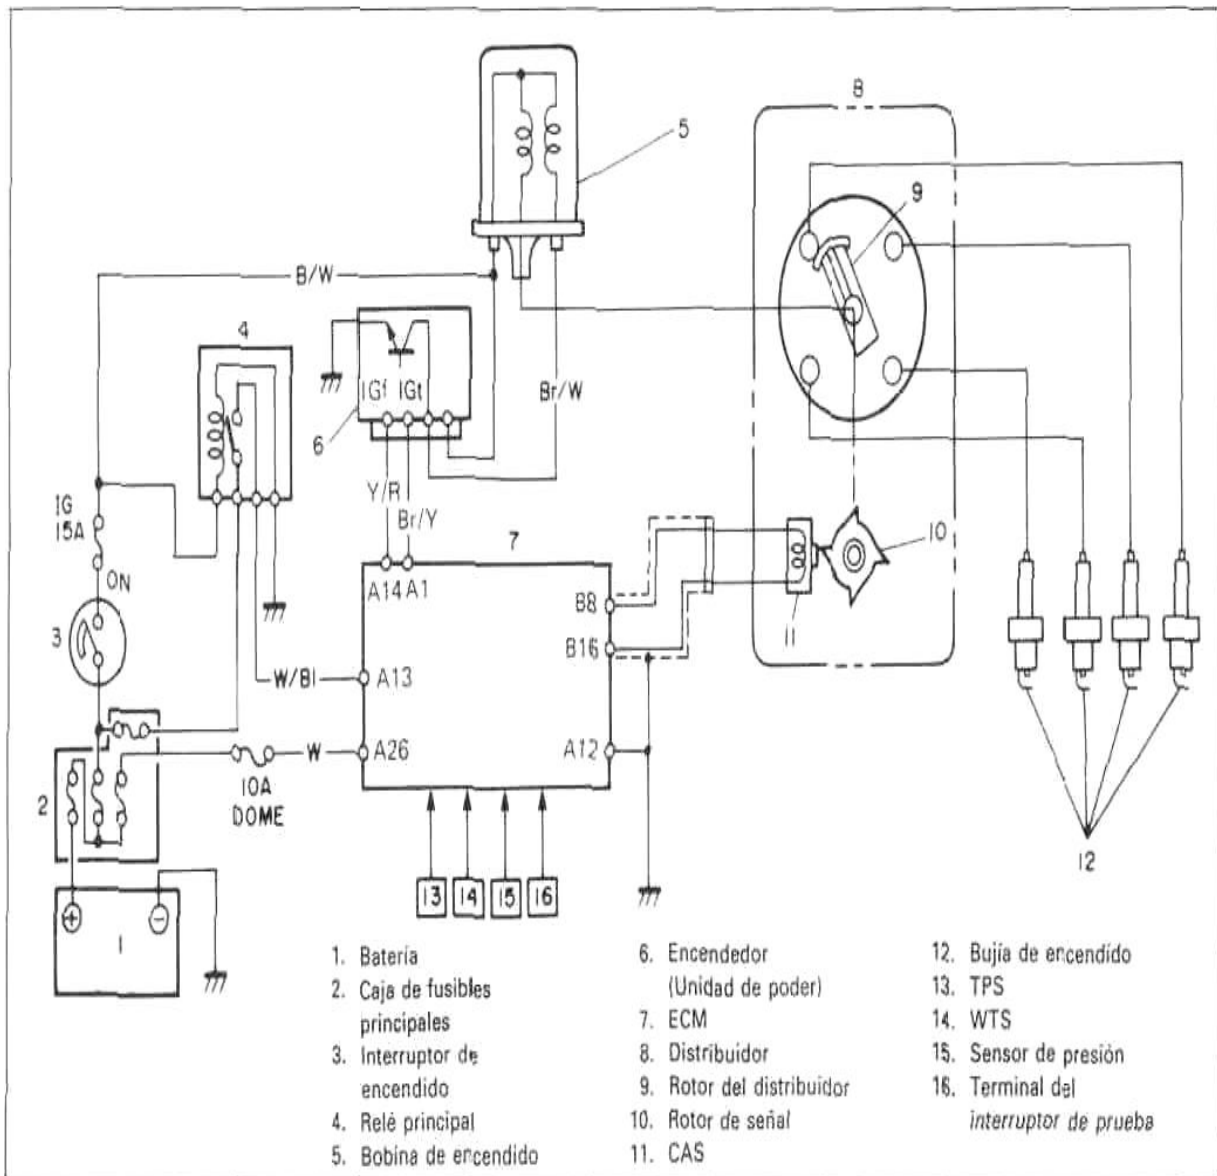 8
5
9
B/W
4
IGf IGt
Br/W
6
IG
15A
Y/R
Br/Y
7
10
ON
A14 A1
B8
11
3
B16
W/Bl
A13
W
A26
A12
2
10A
DOME
12
13
14
15
16
+
-
1
1. Batería
2. Caja de fusibles
principales
3. Interruptor de
encendido
4. Relé principal
5. Bobina de encendido
6. Encendedor
(Unidad de poder)
7. ECM
8. Distribuidor
9. Rotor del distribuidor
10. Rotor de señal
11. CAS
12. Bujía de encendido
13. TPS
14. WTS
15. Sensor de presión
16. Terminal del
interruptor de prueba